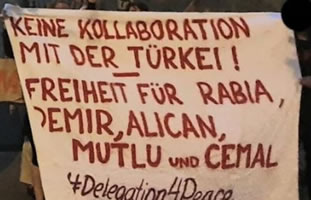 KEINE KOLLABORATION
MIT DER TÜRKEI!
FREIHEIT FÜR RABIA,
DEMIR, ALICAN,
MUTLU UND CEMAL
#Delegation4Peace